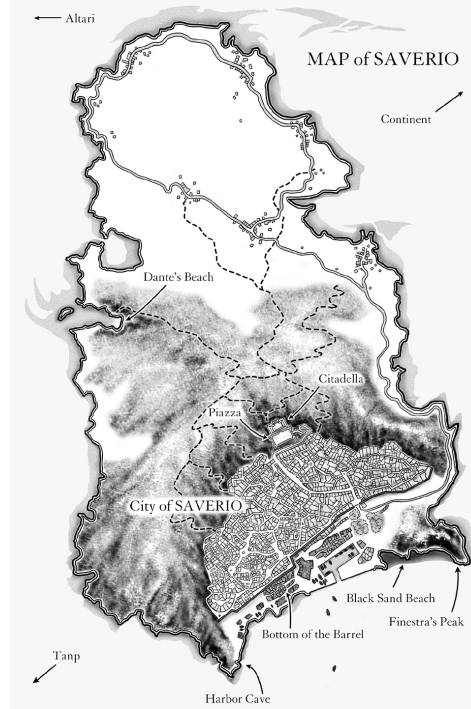 Altari
MAP of SAVERIO
Continent
Dante's Beach
Citadella
Piazza
City of SAVERIO
Black Sand Beach
Finestra's Peak
Bottom of the Barrel
Tanp
Harbor Cave